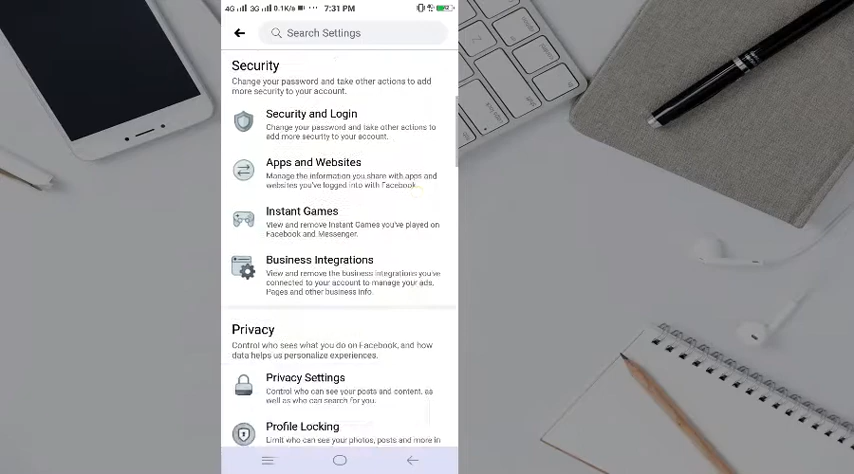 4G 3G 0.1K/s ··· 7:31 PM
Search Settings
Security
Change your password and take other actions to add
more security to your account.
Security and Login
Change your password and take other actions to
add more security to your account.
Apps and Websites
Manage the information you share with apps and
websites you've logged into with Facebook.
Instant Games
View and remove Instant Games you've played on
Facebook and Messenger.
Business Integrations
View and remove the business integrations you've
connected to your account to manage your ads,
Pages and other business info.
Privacy
Control who sees what you do on Facebook, and how
data helps us personalize experiences.
Privacy Settings
Control who can see your posts and content, as
well as who can search for you.
Profile Locking
Limit who can see your photos, posts and more in